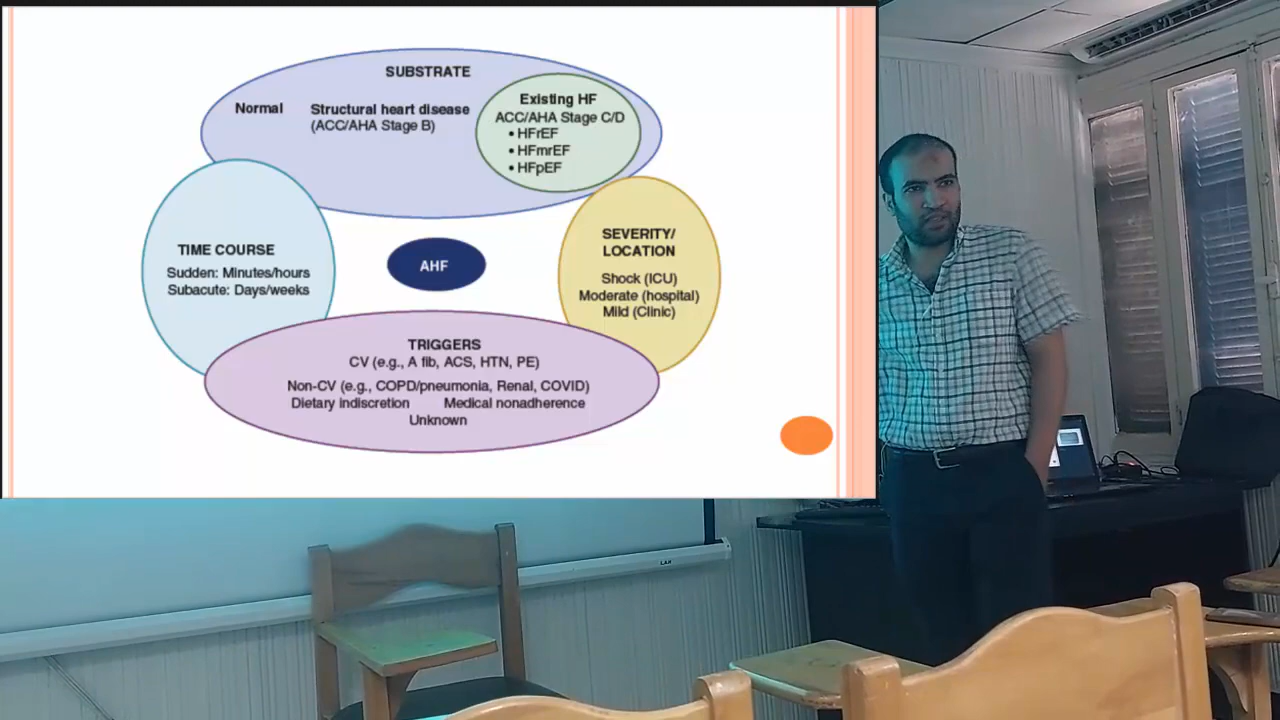 SUBSTRATE
Normal
Structural heart disease
(ACC/AHA Stage B)
Existing HF
ACC/AHA Stage C/D
• HFrEF
• HFmrEF
• HFpEF
TIME COURSE
Sudden: Minutes/hours
Subacute: Days/weeks
AHF
SEVERITY/
LOCATION
Shock (ICU)
Moderate (hospital)
Mild (Clinic)
TRIGGERS
CV (e.g., A fib, ACS, HTN, PE)
Non-CV (e.g., COPD/pneumonia, Renal, COVID)
Dietary indiscretion Medical nonadherence
Unknown